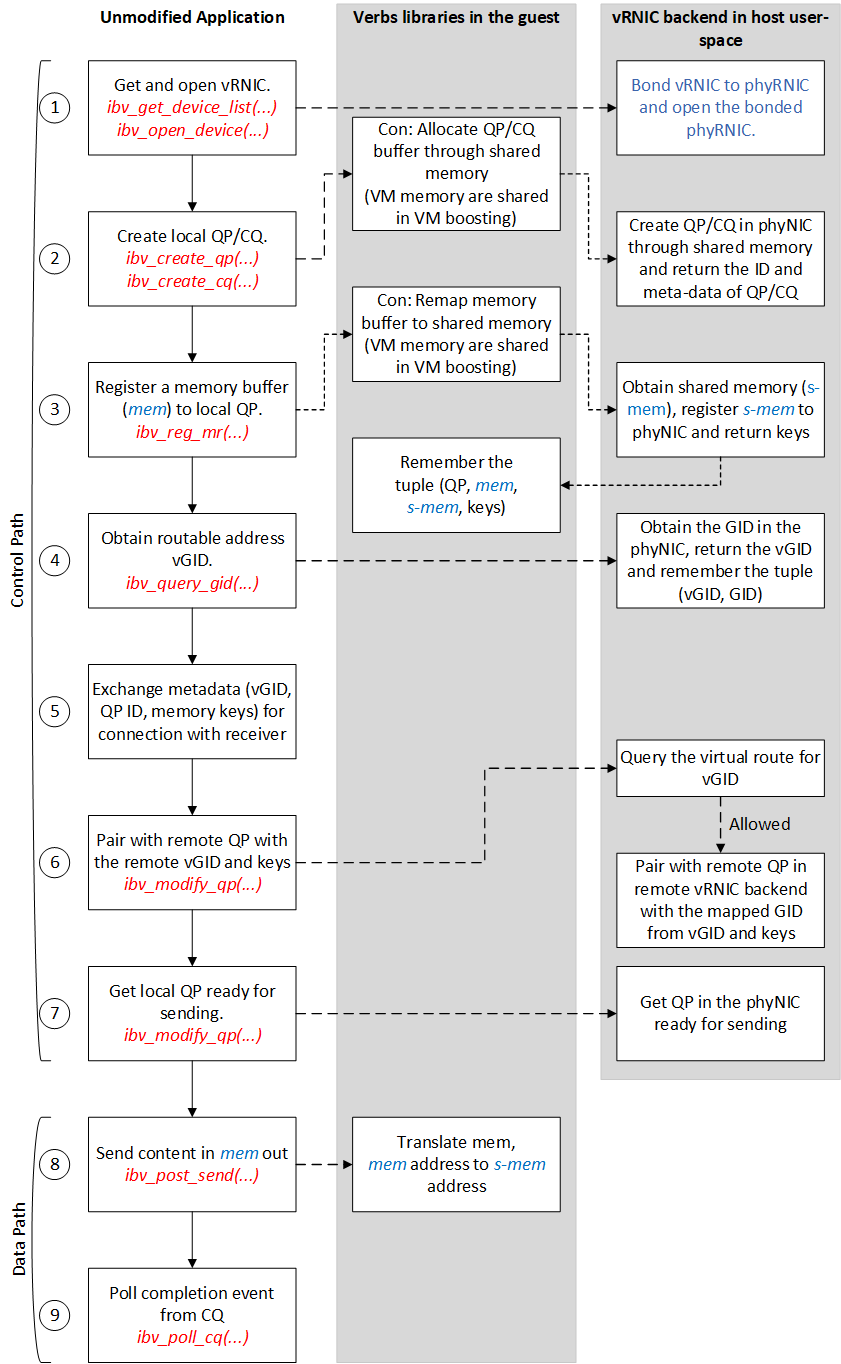 Unmodified Application
Verbs libraries in the guest
vRNIC backend in host user-
space
Control Path
1
Get and open vRNIC.
ibv_get_device_list(...)
ibv_open_device(...)
Bond vRNIC to phyRNIC
and open the bonded
phyRNIC.
Con: Allocate QP/CQ
buffer through shared
memory
(VM memory are shared
in VM boosting)
2
Create local QP/CQ.
ibv_create_qp(...)
ibv_create_cq(...)
Create QP/CQ in phyNIC
through shared memory
and return the ID and
meta-data of QP/CQ
Con: Remap memory
buffer to shared memory
(VM memory are shared
in VM boosting)
3
Register a memory buffer
(mem) to local QP.
ibv_reg_mr(...)
Obtain shared memory (s-
mem), register s-mem to
phyNIC and return keys
Remember the
tuple (QP, mem,
s-mem, keys)
4
Obtain routable address
vGID.
ibv_query_gid(...)
Obtain the GID in the
phyNIC, return the vGID
and remember the tuple
(vGID, GID)
5
Exchange metadata (vGID,
QP ID, memory keys) for
connection with receiver
Query the virtual route for
vGID
Allowed
6
Pair with remote QP with
the remote vGID and keys
ibv_modify_qp(...)
Pair with remote QP in
remote vRNIC backend
with the mapped GID
from vGID and keys
7
Get local QP ready for
sending.
ibv_modify_qp(...)
Get QP in the phyNIC
ready for sending
Data Path
8
Send content in mem out
ibv_post_send(...)
Translate mem,
mem address to s-mem
address
9
Poll completion event
from CQ
ibv_poll_cq(...)